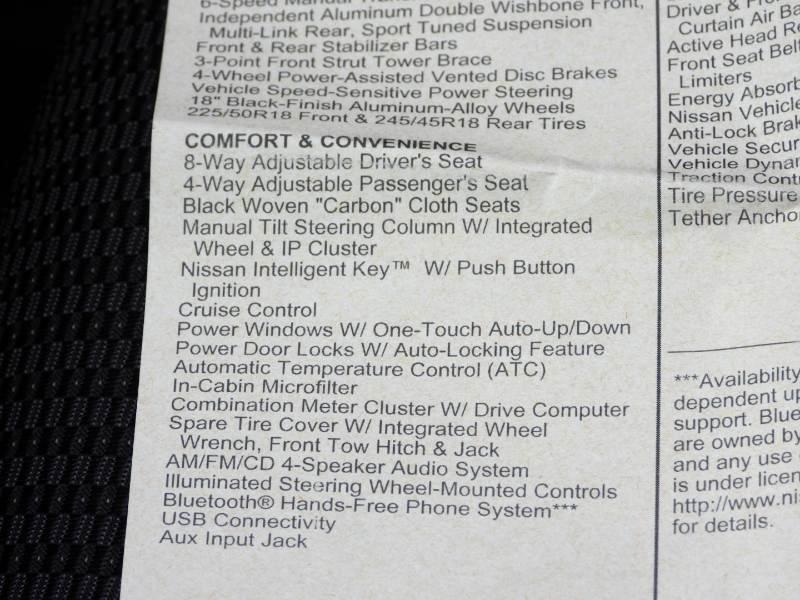 6-Speed Manual
Independent Aluminum Double Wishbone Front,
Multi-Link Rear, Sport Tuned Suspension
Front & Rear Stabilizer Bars
3-Point Front Strut Tower Brace
4-Wheel Power-Assisted Vented Disc Brakes
Vehicle Speed-Sensitive Power Steering
18" Black-Finish Aluminum-Alloy Wheels
225/50R18 Front & 245/45R18 Rear Tires
COMFORT & CONVENIENCE
8-Way Adjustable Driver's Seat
4-Way Adjustable Passenger's Seat
Black Woven "Carbon" Cloth Seats
Manual Tilt Steering Column W/ Integrated
Wheel & IP Cluster
Nissan Intelligent Key™ W/ Push Button
Ignition
Cruise Control
Power Windows W/ One-Touch Auto-Up/Down
Power Door Locks W/ Auto-Locking Feature
Automatic Temperature Control (ATC)
In-Cabin Microfilter
Combination Meter Cluster W/ Drive Computer
Spare Tire Cover W/ Integrated Wheel
Wrench, Front Tow Hitch & Jack
AM/FM/CD 4-Speaker Audio System
Illuminated Steering Wheel-Mounted Controls
Bluetooth® Hands-Free Phone System***
USB Connectivity
Aux Input Jack
Driver &
Curtain Air
Active Head
Front Seat
Limiters
Energy
Nissan
Anti-Lock
Vehicle
Vehicle
Traction
Tire Pressure
Tether
***Availability
dependent
support.
are owned by
and any use
is under
http://www.ni
for details.